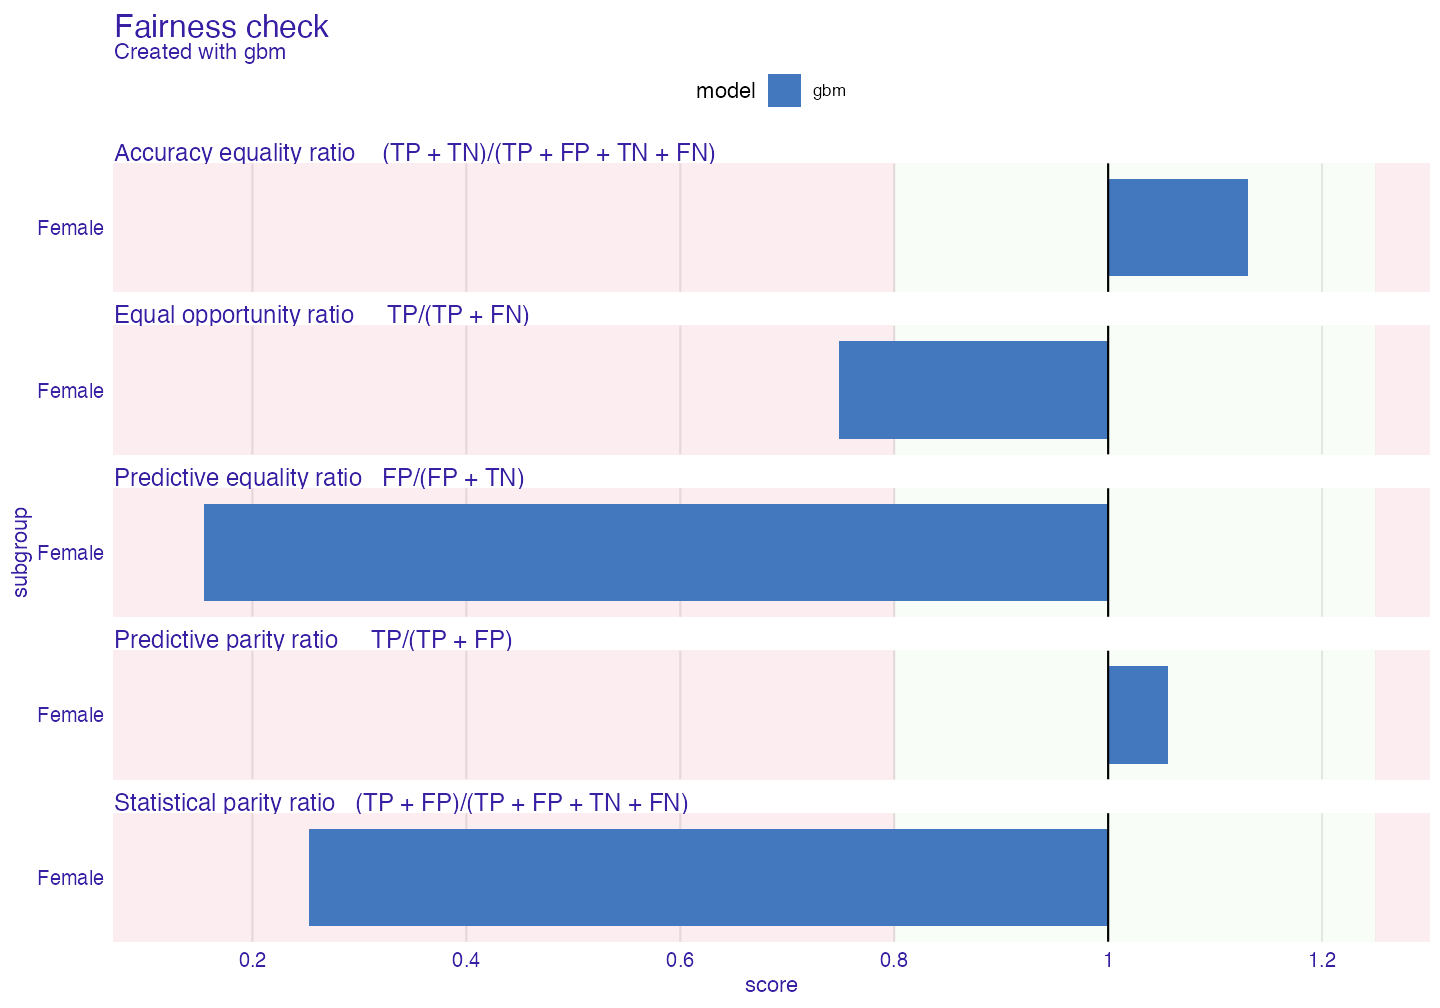 Fairness check
Created with gbm
model gbm
Accuracy equality ratio (TP + TN)/(TP + FP + TN + FN)
Female
Equal opportunity ratio TP/(TP + FN)
Female
Predictive equality ratio FP/(FP + TN)
Female
subgroup
Predictive parity ratio TP/(TP + FP)
Female
Statistical parity ratio (TP + FP)/(TP + FP + TN + FN)
Female
0.2 0.4 0.6 0.8 1 1.2
score